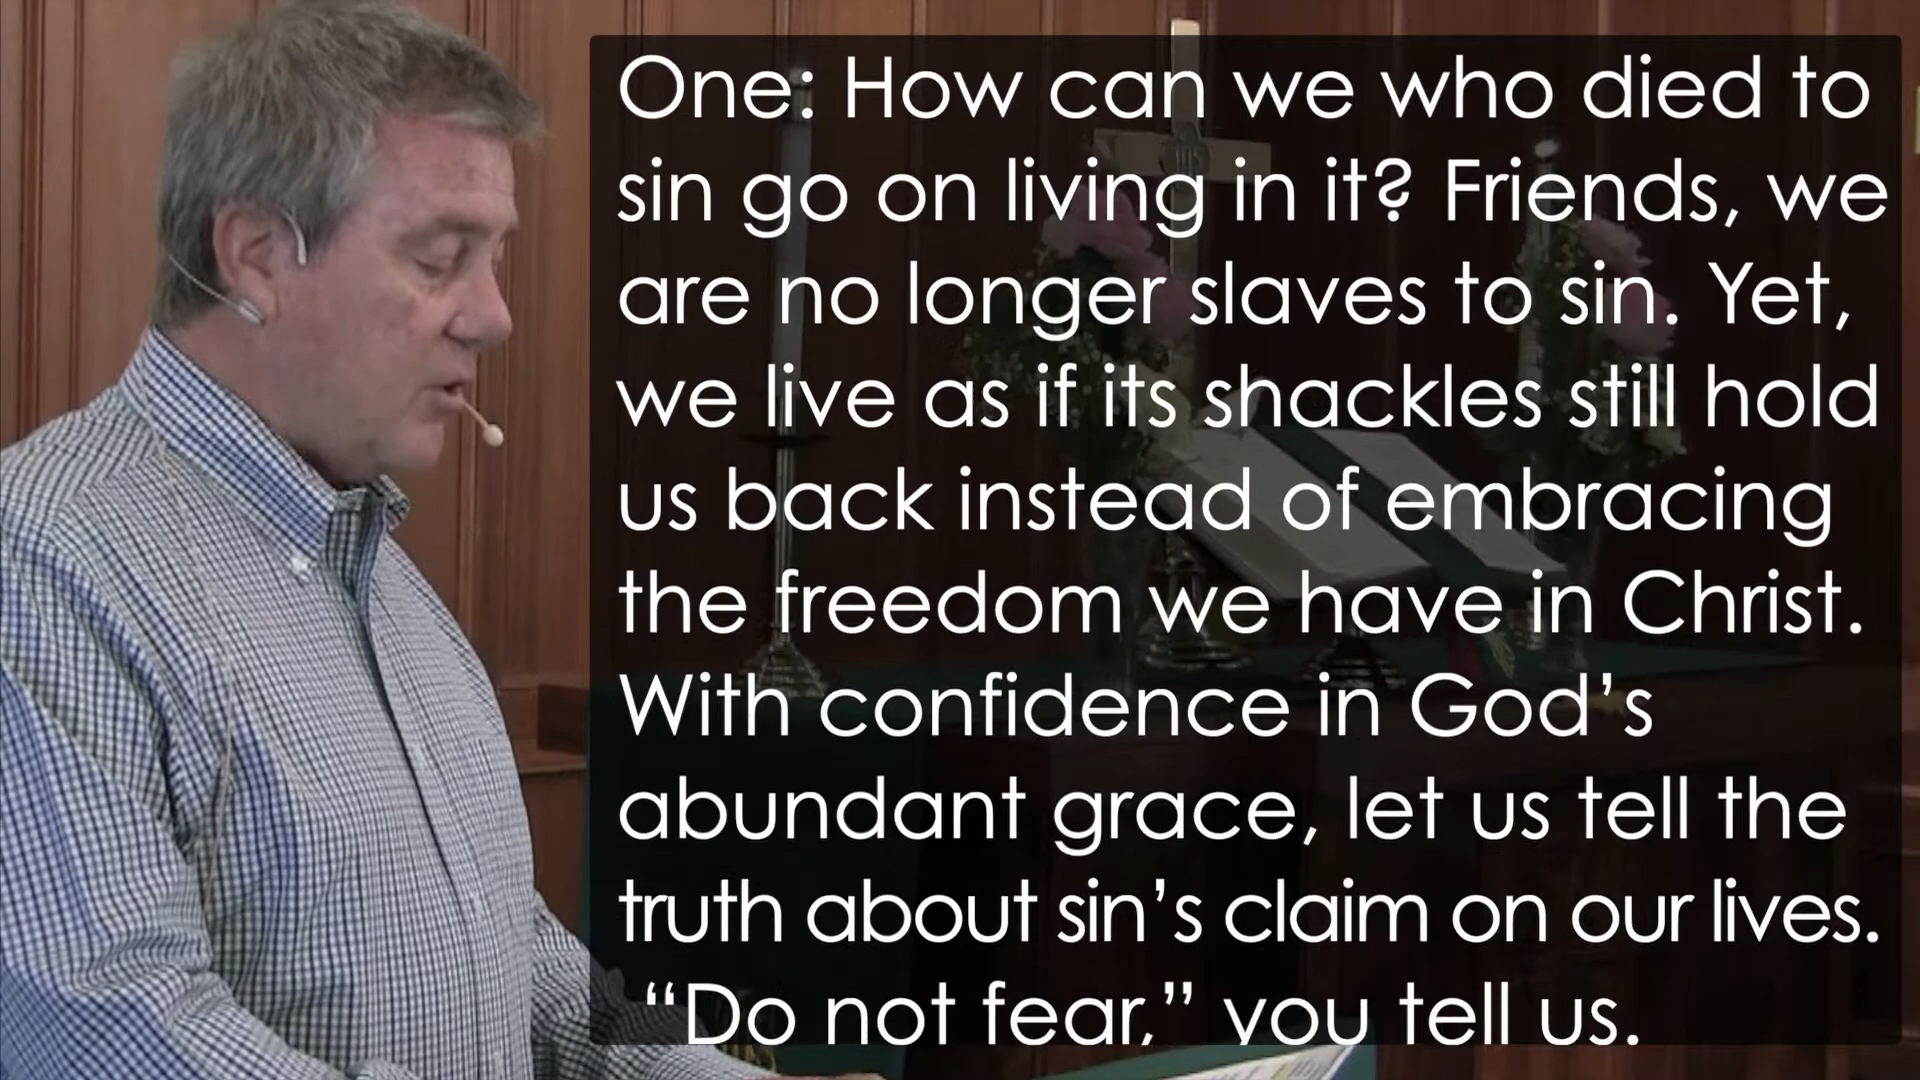 One: How can we who died to
sin go on living in it? Friends, we
are no longer slaves to sin. Yet,
we live as if its shackles still hold
us back instead of embracing
the freedom we have in Christ.
With confidence in God’s
abundant grace, let us tell the
truth about sin’s claim on our lives.
“Do not fear,” you tell us.